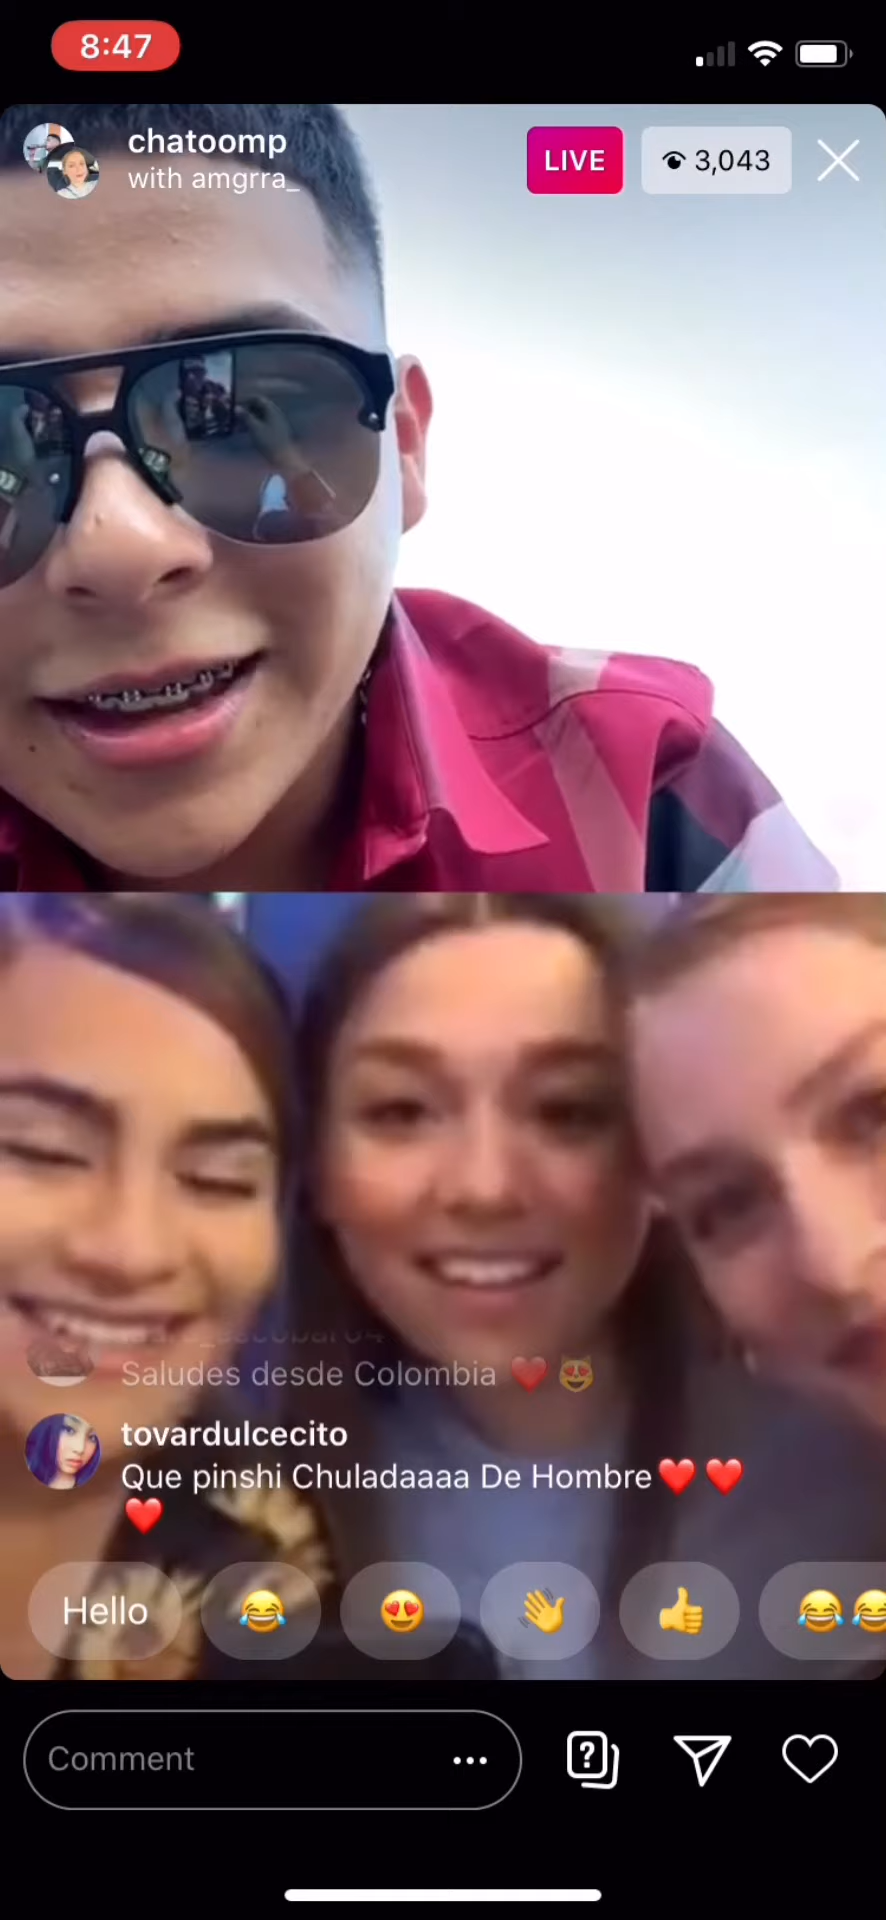 8:47
chatoomp
with amgrra_
LIVE
3,043
Saludes desde Colombia ❤️ 😻
tovardulcecito
Que pinshi Chuladaaaa De Hombre❤️ ❤️
❤️
Hello 😂 😍 👋 👍 😂😂
Comment